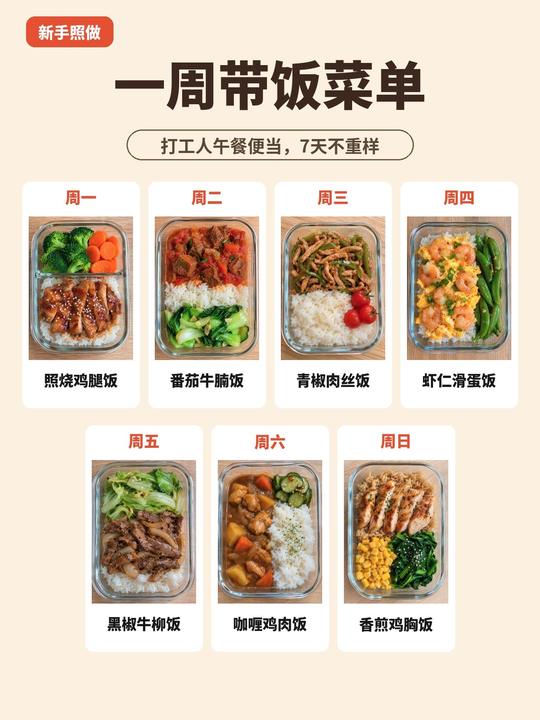 新手照做
一周带饭菜单
打工人午餐便当，7天不重样
周一
周二
周三
周四
照烧鸡腿饭
番茄牛腩饭
青椒肉丝饭
虾仁滑蛋饭
周五
周六
周日
黑椒牛柳饭
咖喱鸡肉饭
香煎鸡胸饭